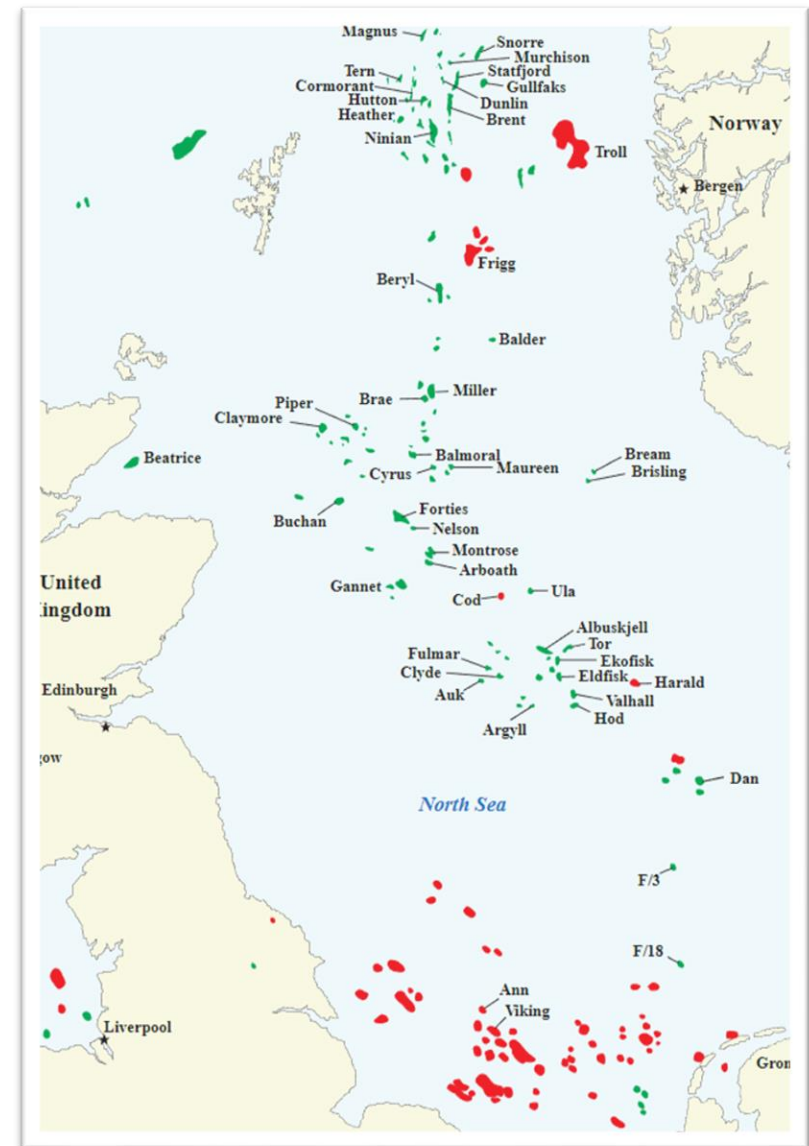 Magnus
Snorre
Murchison
Tern
Statfjord
Cormorant
Gullfaks
Hutton
Dunlin
Heather
Brent
Norway
Ninian
Troll
Bergen
Frigg
Beryl
Balder
Brae
Miller
Piper
Claymore
Beatrice
Balmoral
Bream
Cyrus
Maureen
Brisling
Forties
Buchan
Nelson
Montrose
Arboath
United
ingdom
Gannet
Cod
Ula
Albuskjell
Tor
Fulmar
Ekofisk
Clyde
Eldfisk
Edinburgh
Auk
Harald
Valhall
Argyll
Hod
gow
Dan
North Sea
F/3
F/18
Ann
Viking
Liverpool
Gron